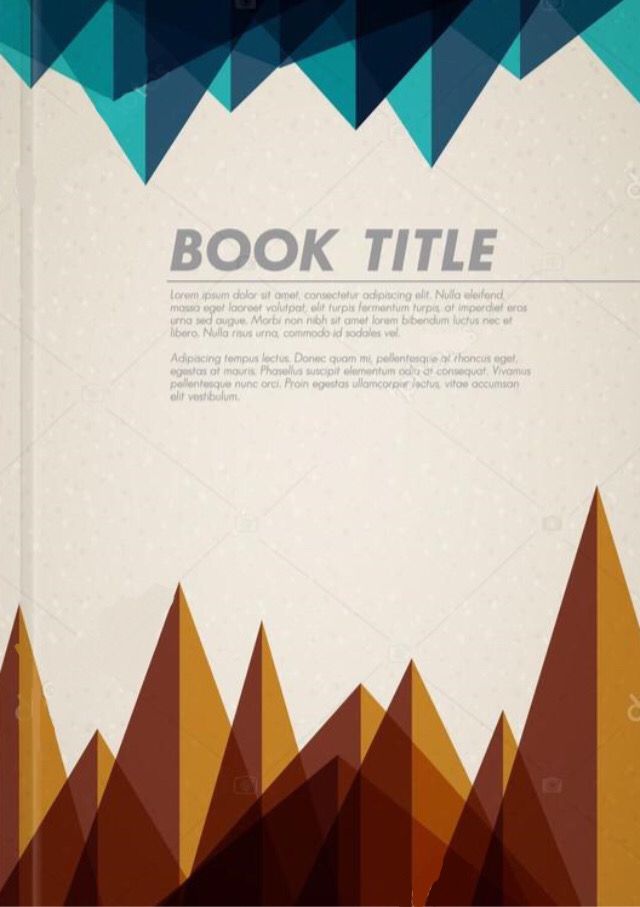 BOOK TITLE
Lorem ipsum dolor sit amet, consectetur adipiscing elit. Nulla eleifend,
massa eget laoreet volutpat, elit turpis fermentum turpis, at imperdiet eros
urna sed augue. Morbi non nibh sit amet lorem bibendum luctus nec et
libero. Nulla risus urna, commodo id sodales vel.
Adipiscing tempus lectus. Donec quam mi, pellentesque at rhoncus eget,
egestas at mauris. Phasellus suscipit elementum odio at consequat. Vivamus
pellentesque nunc orci. Proin egestas ullamcorper lectus, vitae accumsan
elit vestibulum.